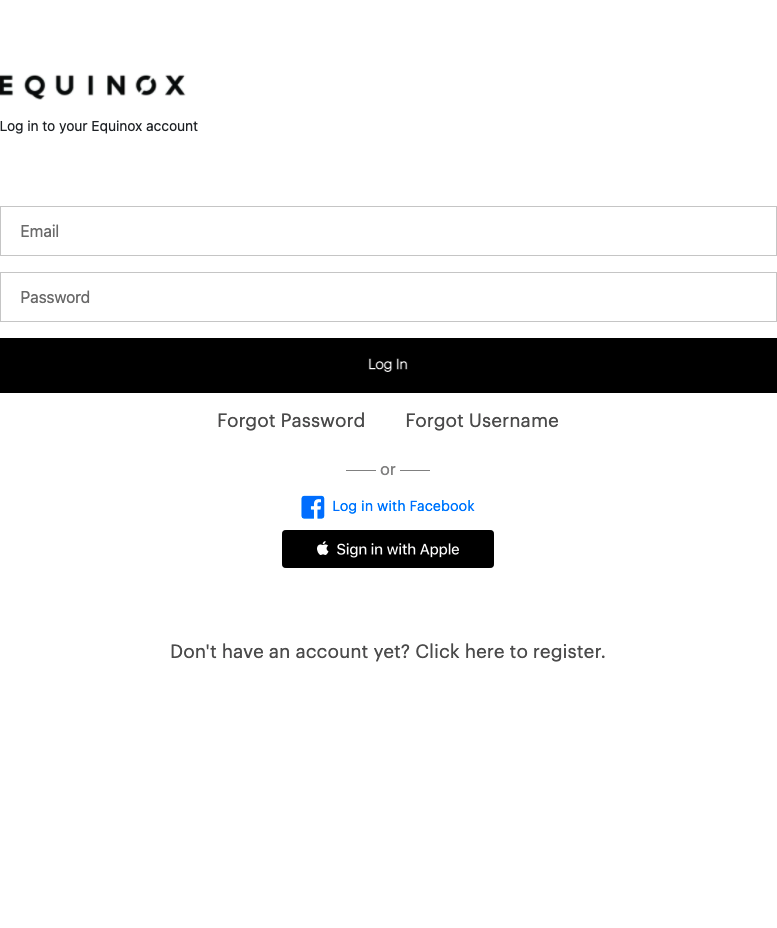 EQUINOX
Log in to your Equinox account
Email
Password
Log In
Forgot Password Forgot Username
or
Log in with Facebook
Sign in with Apple
Don't have an account yet? Click here to register.